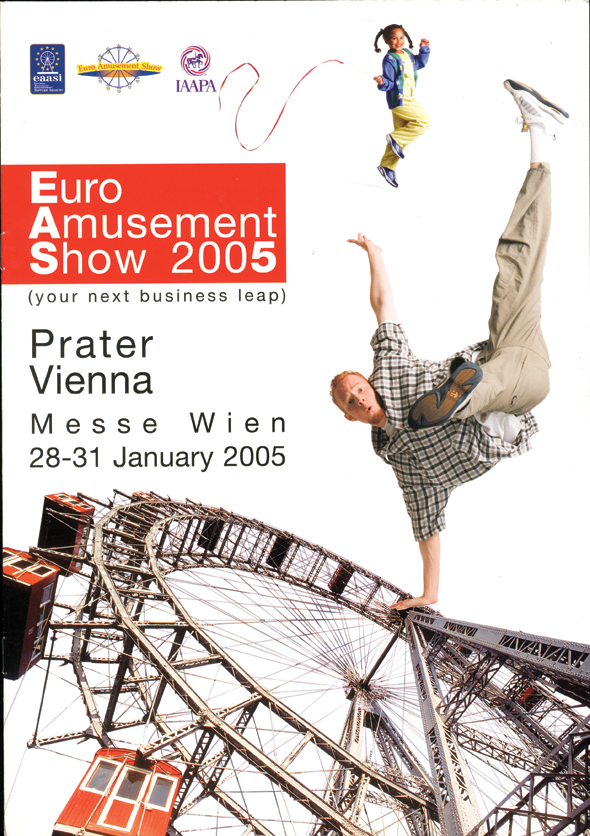 eaasi
Euro Amusement Show
IAAPA
Euro
Amusement
Show 2005
(your next business leap)
Prater
Vienna
Messe Wien
28-31 January 2005